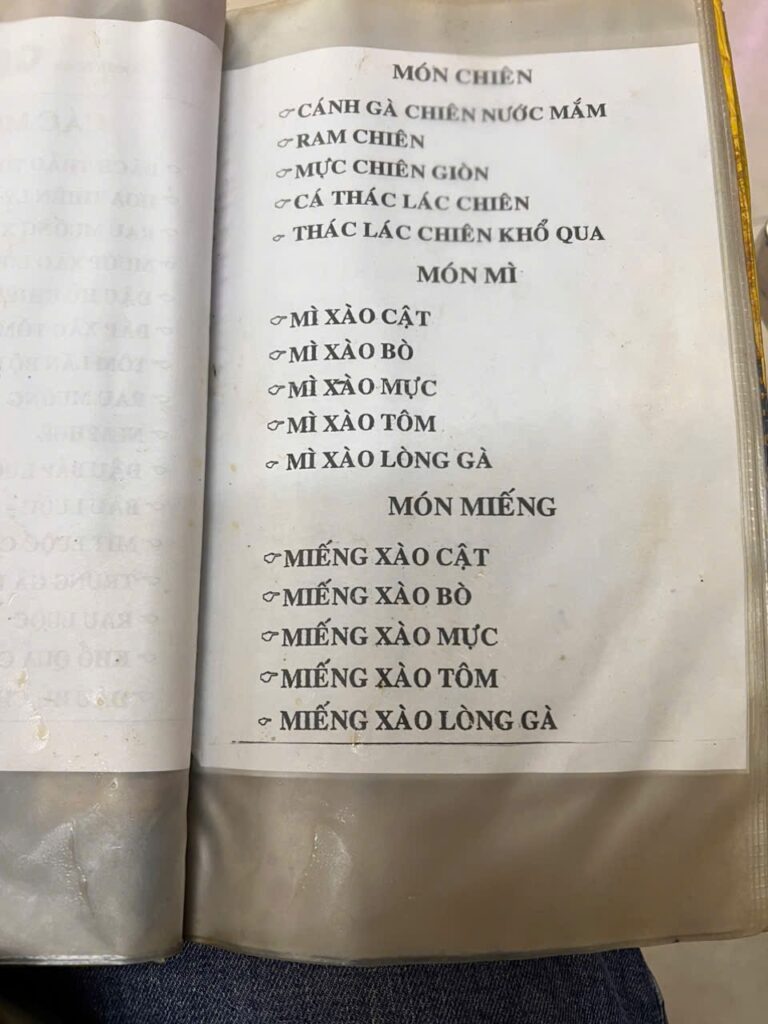 MÓN CHIÊN
CÁNH GÀ CHIÊN NƯỚC MẮM
RAM CHIÊN
MỰC CHIÊN GIÒN
CÁ THÁC LÁC CHIÊN
THÁC LÁC CHIÊN KHỔ QUA
MÓN MÌ
MÌ XÀO CẬT
MÌ XÀO BÒ
MÌ XÀO MỰC
MÌ XÀO TÔM
MÌ XÀO LÒNG GÀ
MÓN MIẾNG
MIẾNG XÀO CẬT
MIẾNG XÀO BÒ
MIẾNG XÀO MỰC
MIẾNG XÀO TÔM
MIẾNG XÀO LÒNG GÀ